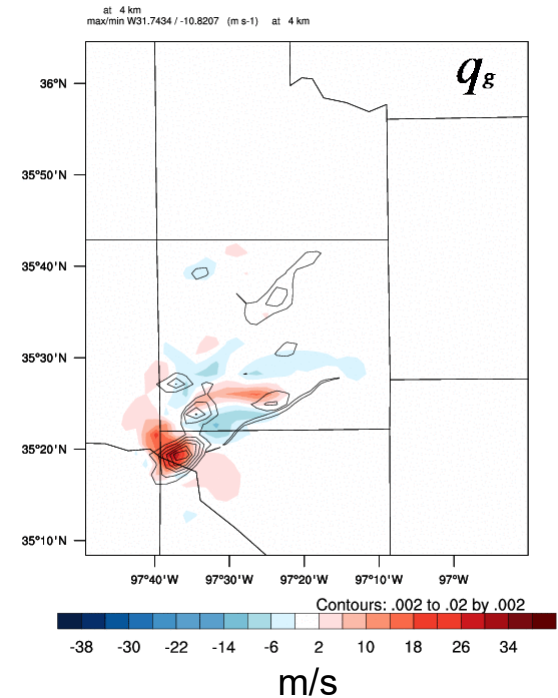 at 4 km
max/min W31.7434 / -10.8207 (m s-1) at 4 km
qg
36°N
35°50'N
35°40'N
35°30'N
35°20'N
35°10'N
97°40'W 97°30'W 97°20'W 97°10'W 97°W
Contours: .002 to .02 by .002
-38 -30 -22 -14 -6 2 10 18 26 34
m/s